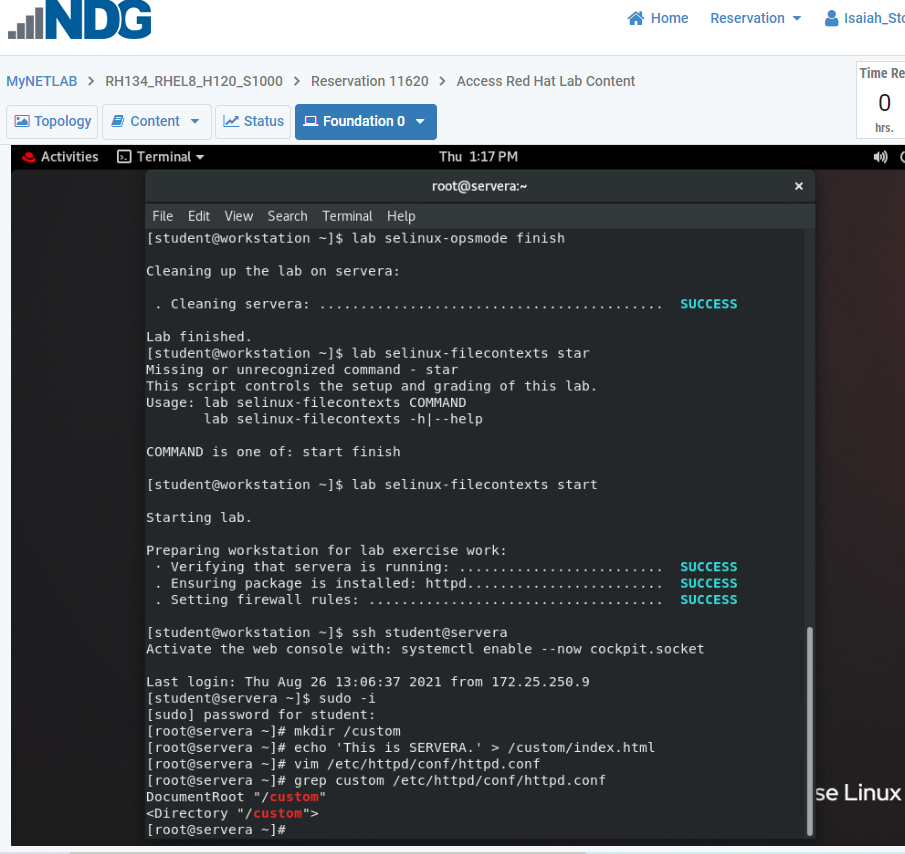 NDG
Home Reservation Isaiah_Sto
MyNETLAB > RH134_RHEL8_H120_S1000 > Reservation 11620 > Access Red Hat Lab Content
Time Re
0
hrs.
Topology Content Status Foundation 0
Activities Terminal Thu 1:17 PM
root@servera:~ ×
File Edit View Search Terminal Help
[student@workstation ~]$ lab selinux-opsmode finish
Cleaning up the lab on servera:
. Cleaning servera: .......................................... SUCCESS
Lab finished.
[student@workstation ~]$ lab selinux-filecontexts star
Missing or unrecognized command - star
This script controls the setup and grading of this lab.
Usage: lab selinux-filecontexts COMMAND
lab selinux-filecontexts -h|--help
COMMAND is one of: start finish
[student@workstation ~]$ lab selinux-filecontexts start
Starting lab.
Preparing workstation for lab exercise work:
· Verifying that servera is running: ......................... SUCCESS
. Ensuring package is installed: httpd........................ SUCCESS
. Setting firewall rules: .................................... SUCCESS
[student@workstation ~]$ ssh student@servera
Activate the web console with: systemctl enable --now cockpit.socket
Last login: Thu Aug 26 13:06:37 2021 from 172.25.250.9
[student@servera ~]$ sudo -i
[sudo] password for student:
[root@servera ~]# mkdir /custom
[root@servera ~]# echo 'This is SERVERA.' > /custom/index.html
[root@servera ~]# vim /etc/httpd/conf/httpd.conf
[root@servera ~]# grep custom /etc/httpd/conf/httpd.conf
DocumentRoot "/custom"
<Directory "/custom">
[root@servera ~]#
se Linux